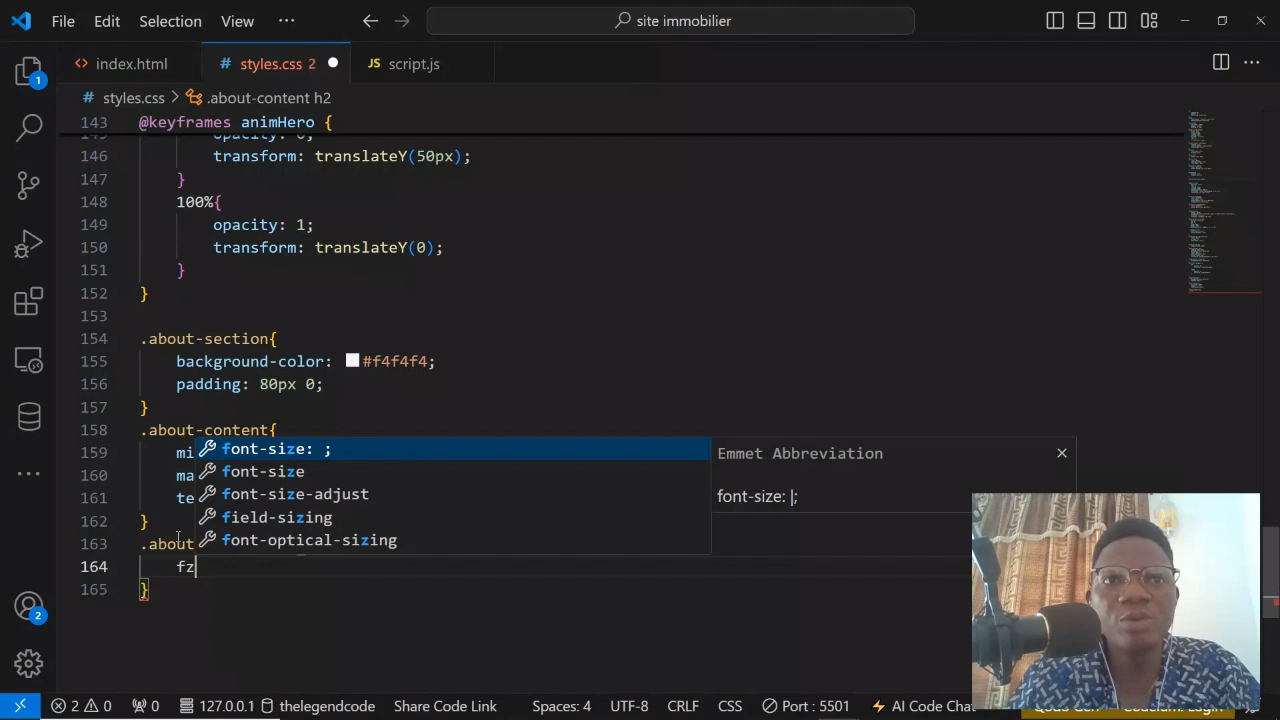 File Edit Selection View ··· site immobilier
index.html # styles.css 2 JS script.js
# styles.css > .about-content h2
143 @keyframes animHero {
146 transform: translateY(50px);
147 }
148 100%{
149 opacity: 1;
150 transform: translateY(0);
151 }
152 }
153
154 .about-section{
155 background-color: #f4f4f4;
156 padding: 80px 0;
157 }
158 .about-content{
159 mi font-size: ; Emmet Abbreviation
160 ma font-size
161 te font-size-adjust font-size: |;
162 } field-sizing
163 .about font-optical-sizing
164 fz
165 }
2 0 0 127.0.0.1 thelegendcode Share Code Link Spaces: 4 UTF-8 CRLF CSS Port : 5501 AI Code Cha